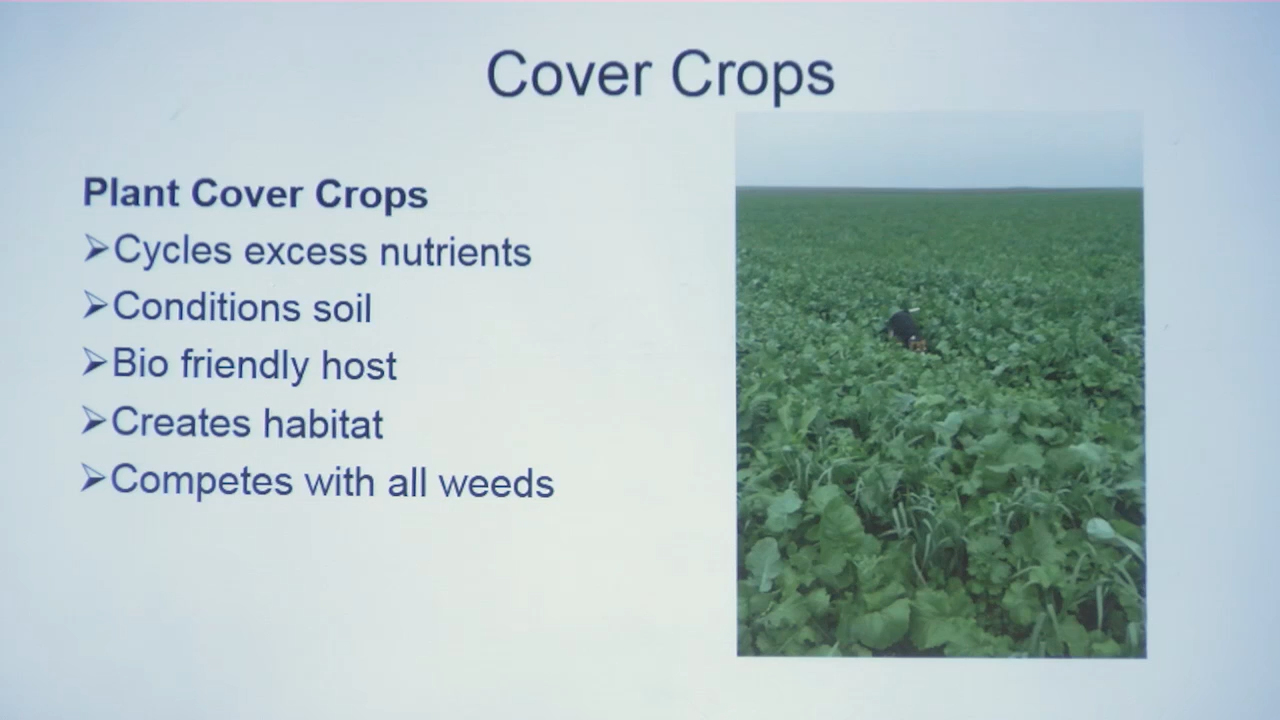 Cover Crops
Plant Cover Crops
➢Cycles excess nutrients
➢Conditions soil
➢Bio friendly host
➢Creates habitat
➢Competes with all weeds